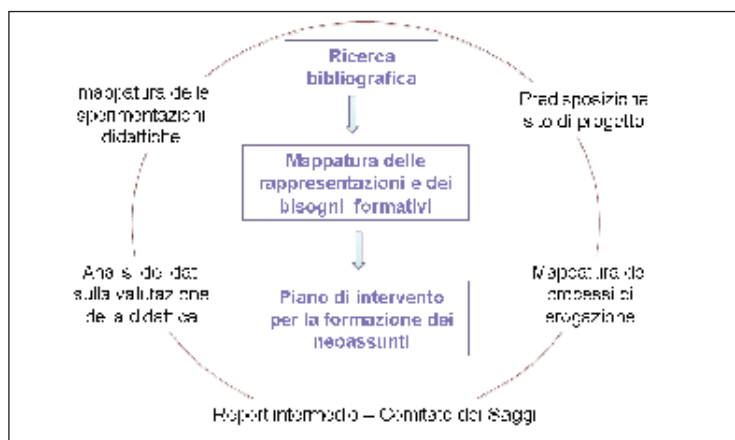 Ricerca
bibliografica
mappatura delle
sperimentazioni
didattiche
Predisposizione
sito di progetto
Mappatura delle
rappresentazioni e dei
bisogni formativi
Analisi dei dati
sulla valutazione
della didattica
Piano di intervento
per la formazione dei
neoassunti
Mappatura dei
processi di
erogazione
Report intermedio – Comitato dei Saggi